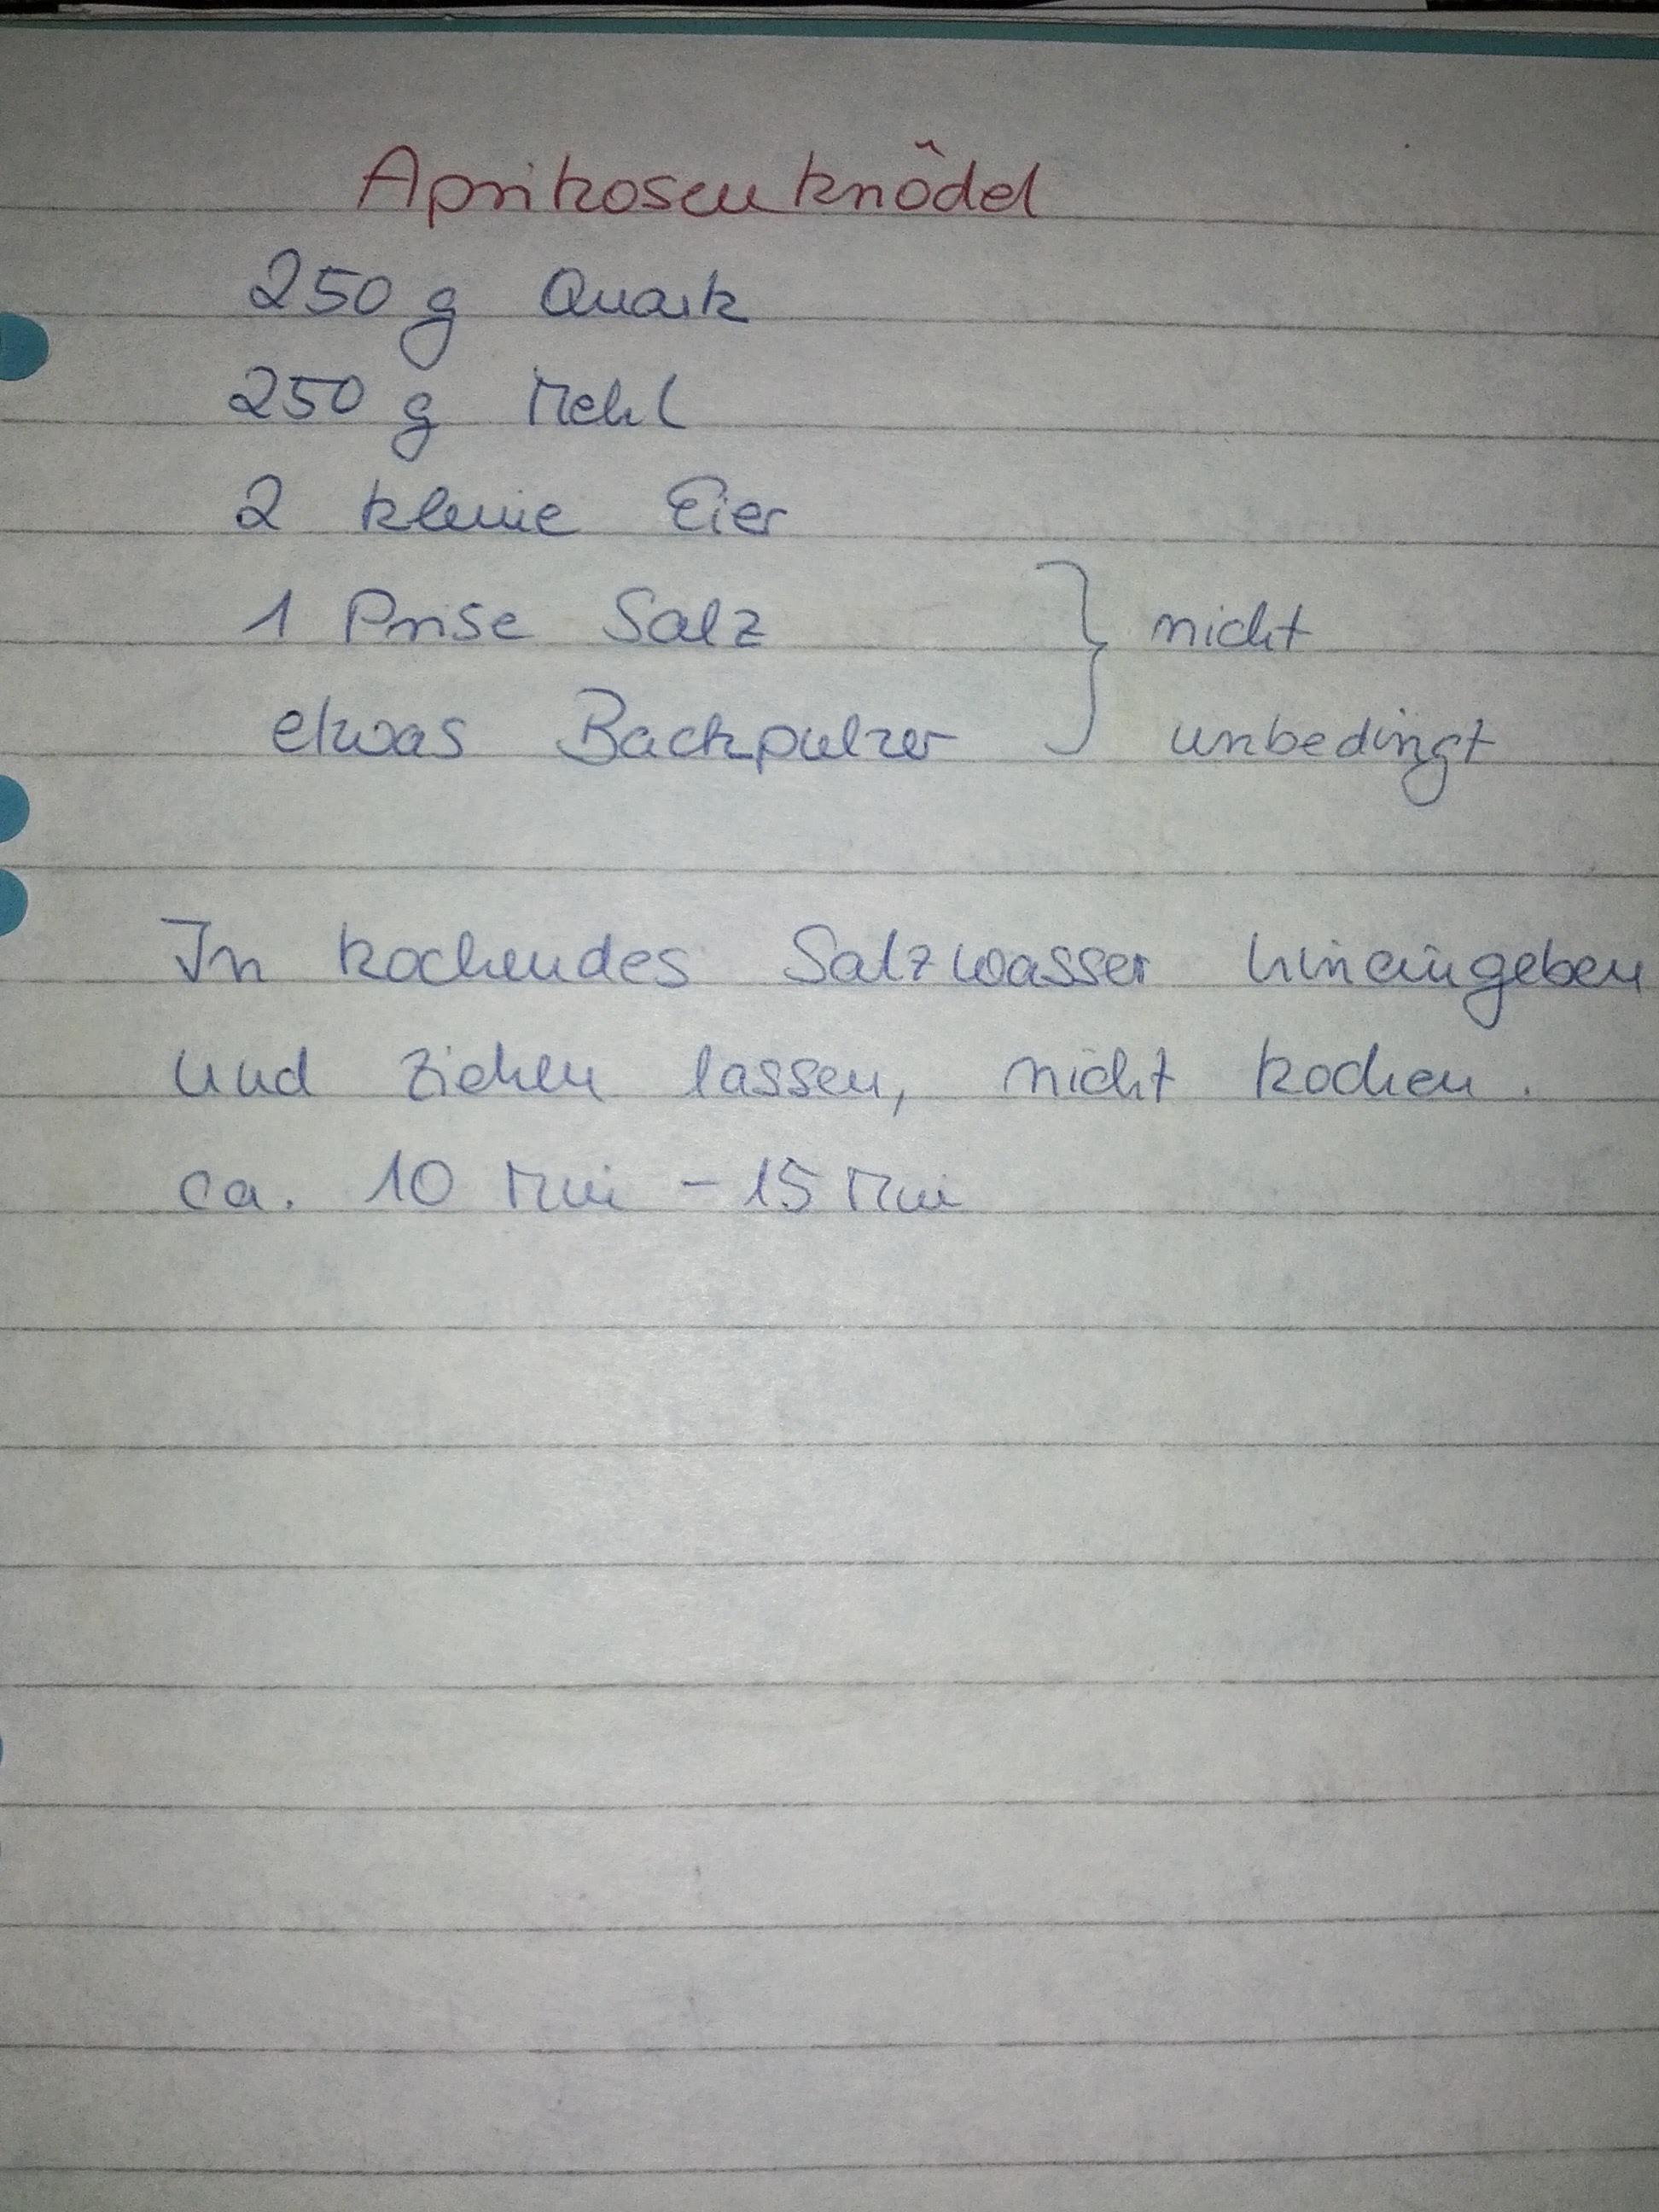 Aprikosenknödel
250 g Quark
250 g Mehl
2 kleine Eier
1 Prise Salz } nicht
etwas Backpulver } unbedingt
In kochendes Salzwasser hineingeben
und ziehen lassen, nicht kochen.
ca. 10 Min - 15 Min